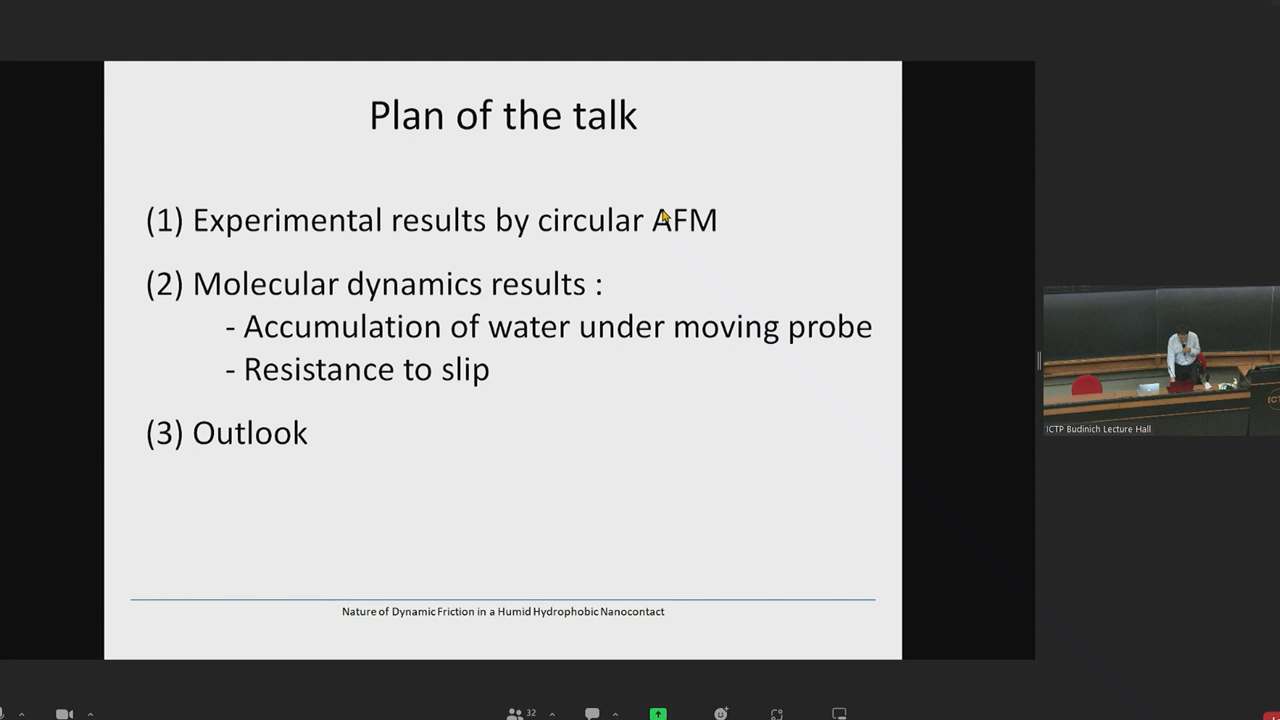 Plan of the talk
(1) Experimental results by circular AFM
(2) Molecular dynamics results :
- Accumulation of water under moving probe
- Resistance to slip
(3) Outlook
Nature of Dynamic Friction in a Humid Hydrophobic Nanocontact
ICTP Budinich Lecture Hall
32